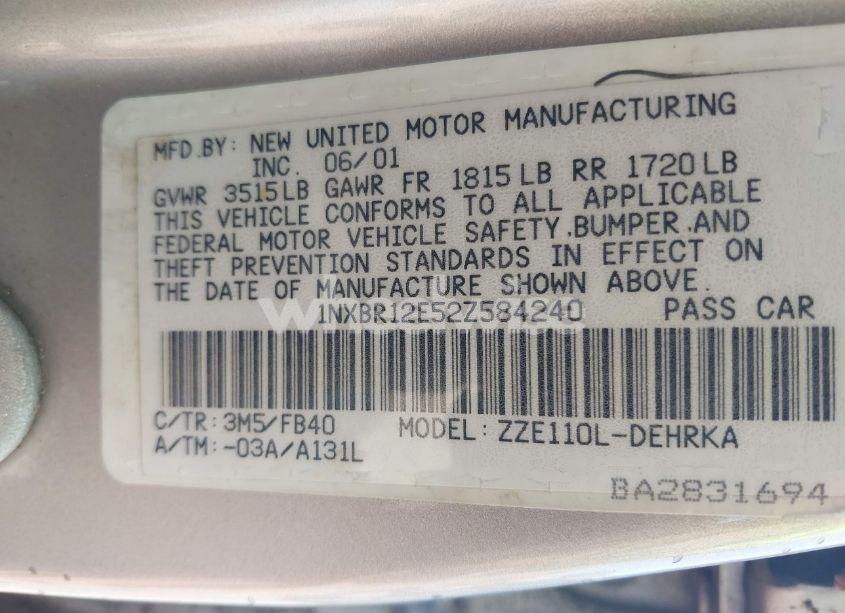 MFD.BY: NEW UNITED MOTOR MANUFACTURING
INC. 06/01
GVWR 3515LB GAWR FR 1815LB RR 1720LB
THIS VEHICLE CONFORMS TO ALL APPLICABLE
FEDERAL MOTOR VEHICLE SAFETY.BUMPER.AND
THEFT PREVENTION STANDARDS IN EFFECT ON
THE DATE OF MANUFACTURE SHOWN ABOVE.
1NXBR12E52Z584240 PASS CAR
C/TR: 3M5/FB40 MODEL: ZZE110L-DEHRKA
A/TM:-03A/A131L
BA2831694